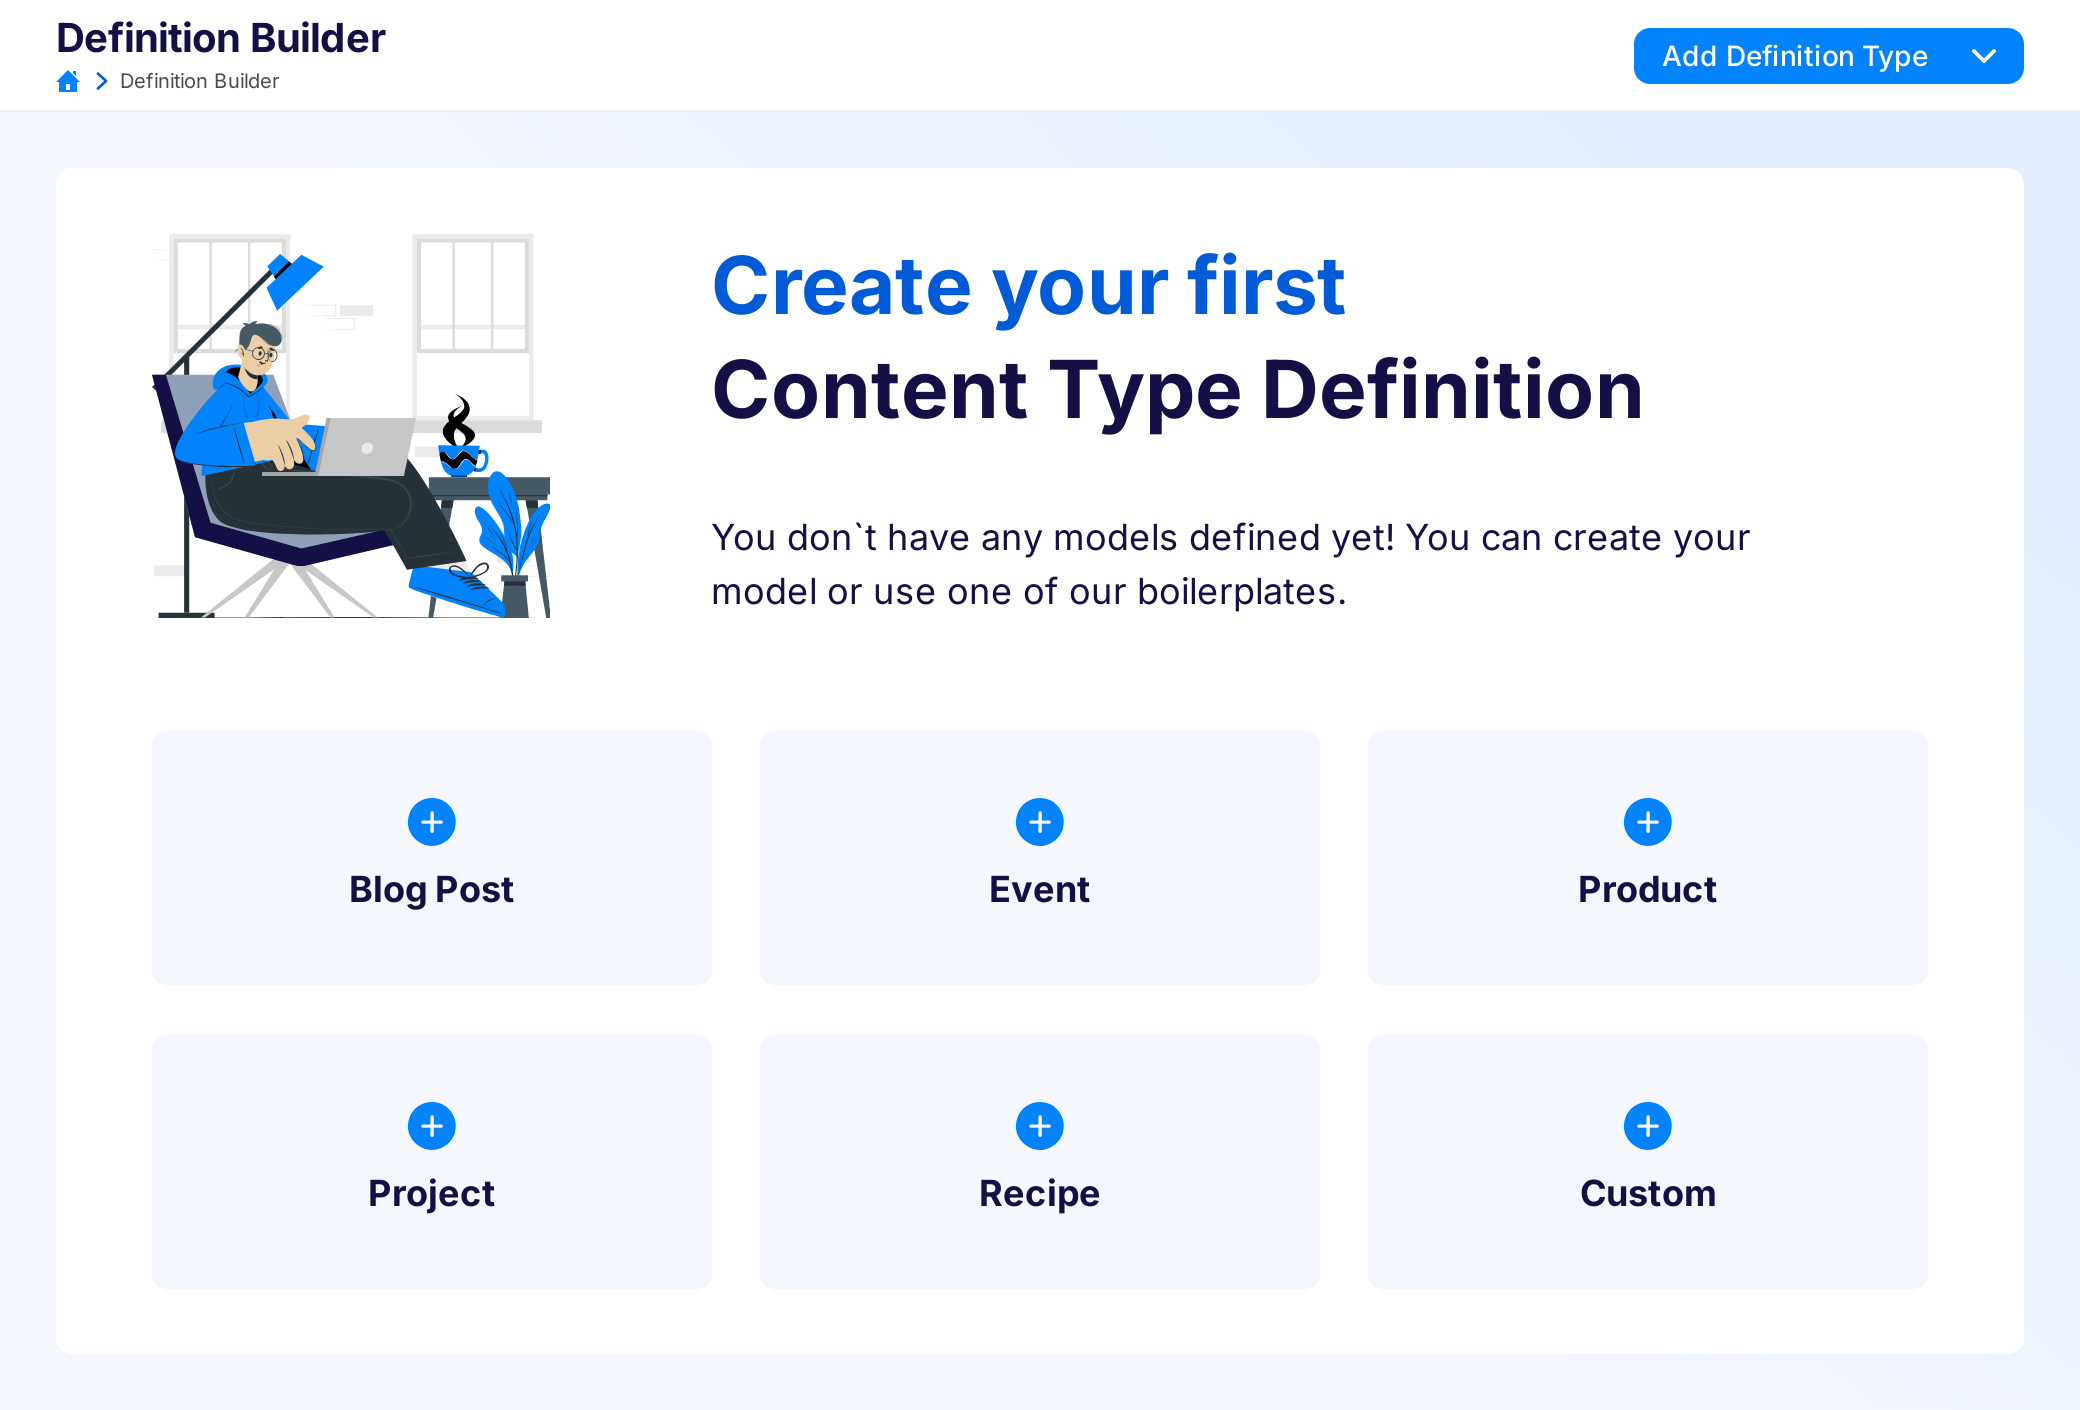 Definition Builder
Definition Builder
Add Definition Type
Create your first
Content Type Definition
You don`t have any models defined yet! You can create your
model or use one of our boilerplates.
Blog Post
Event
Product
Project
Recipe
Custom